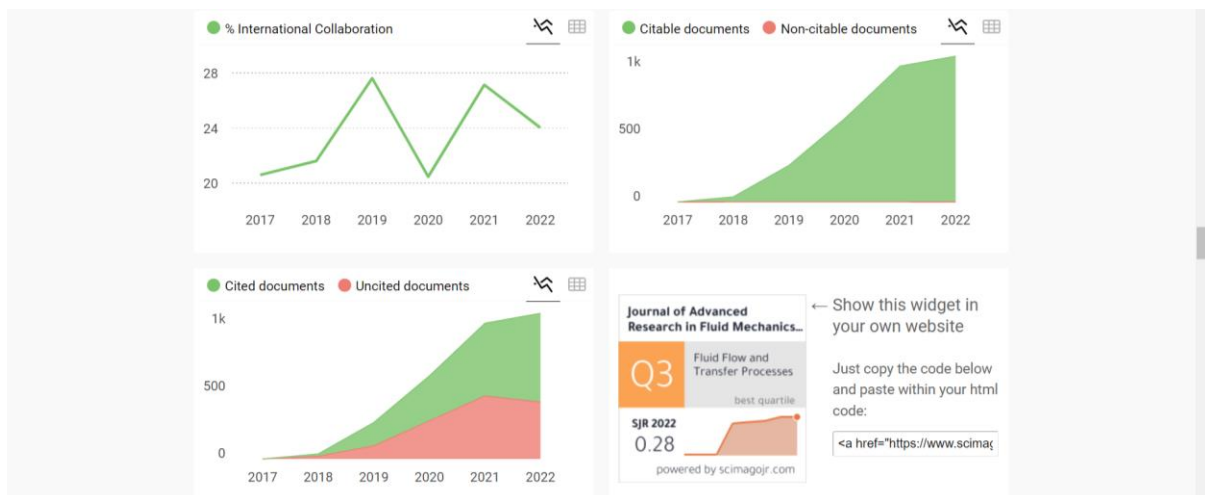 % International Collaboration
28
24
20
2017 2018 2019 2020 2021 2022
Citable documents Non-citable documents
1k
500
0
2017 2018 2019 2020 2021 2022
Cited documents Uncited documents
1k
500
0
2017 2018 2019 2020 2021 2022
Journal of Advanced
Research in Fluid Mechanics...
Q3
Fluid Flow and
Transfer Processes
best quartile
SJR 2022
0.28
powered by scimagojr.com
← Show this widget in
your own website
Just copy the code below
and paste within your html
code:
<a href="https://www.scimag